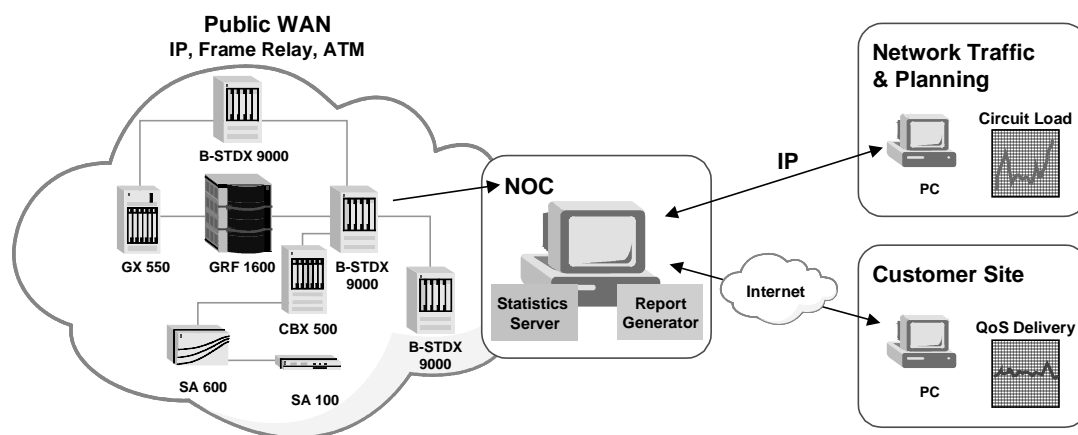 Public WAN
IP, Frame Relay, ATM
B-STDX 9000
GX 550
GRF 1600
B-STDX
9000
CBX 500
B-STDX
9000
SA 600
SA 100
NOC
Statistics
Server
Report
Generator
IP
Internet
Network Traffic
& Planning
Circuit Load
PC
Customer Site
QoS Delivery
PC